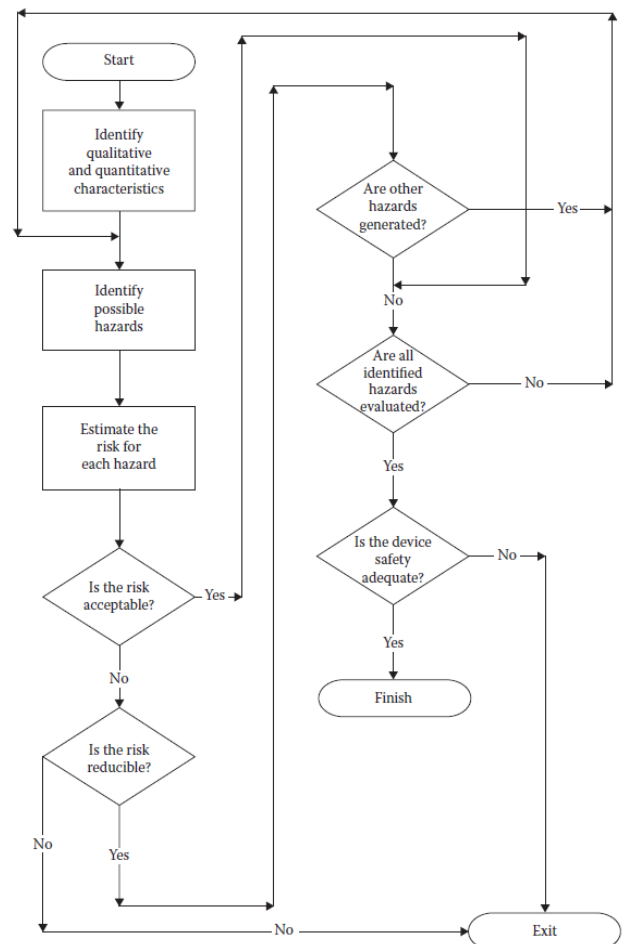 Start
Identify
qualitative
and quantitative
characteristics
Identify
possible
hazards
Estimate the
risk for
each hazard
Is the risk
acceptable?
Yes
No
Is the risk
reducible?
No
Yes
No
Are other
hazards
generated?
Yes
No
Are all
identified
hazards
evaluated?
No
Yes
Is the device
safety
adequate?
No
Yes
Finish
Exit